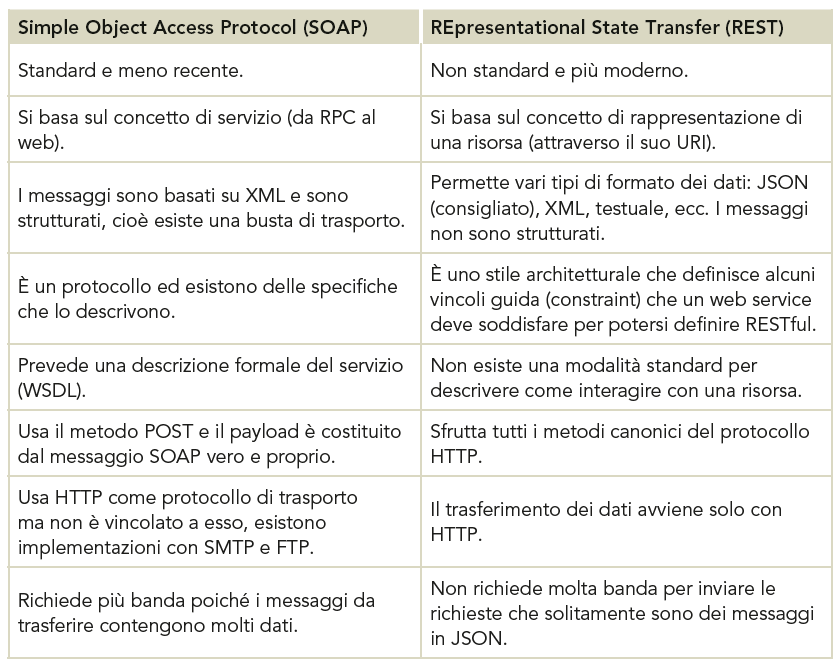 Simple Object Access Protocol (SOAP)
REpresentational State Transfer (REST)
Standard e meno recente.
Non standard e più moderno.
Si basa sul concetto di servizio (da RPC al
web).
Si basa sul concetto di rappresentazione di
una risorsa (attraverso il suo URI).
I messaggi sono basati su XML e sono
strutturati, cioè esiste una busta di trasporto.
Permette vari tipi di formato dei dati: JSON
(consigliato), XML, testuale, ecc. I messaggi
non sono strutturati.
È un protocollo ed esistono delle specifiche
che lo descrivono.
È uno stile architetturale che definisce alcuni
vincoli guida (constraint) che un web service
deve soddisfare per potersi definire RESTful.
Prevede una descrizione formale del servizio
(WSDL).
Non esiste una modalità standard per
descrivere come interagire con una risorsa.
Usa il metodo POST e il payload è costituito
dal messaggio SOAP vero e proprio.
Sfrutta tutti i metodi canonici del protocollo
HTTP.
Usa HTTP come protocollo di trasporto
ma non è vincolato a esso, esistono
implementazioni con SMTP e FTP.
Il trasferimento dei dati avviene solo con
HTTP.
Richiede più banda poiché i messaggi da
trasferire contengono molti dati.
Non richiede molta banda per inviare le
richieste che solitamente sono dei messaggi
in JSON.